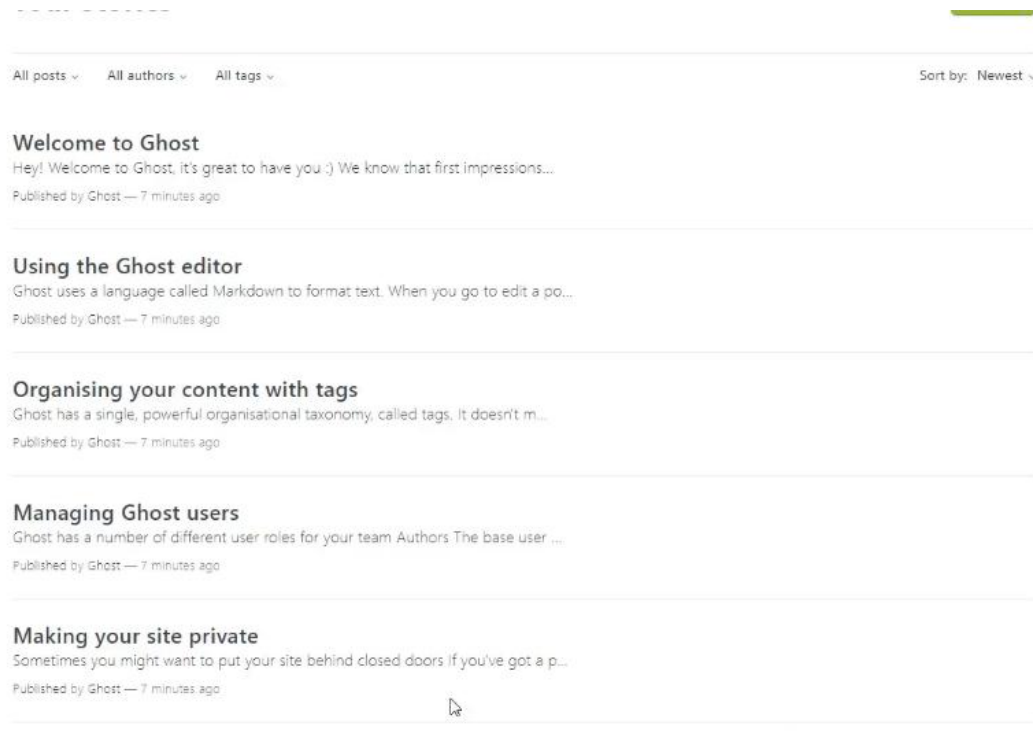 All posts All authors All tags Sort by: Newest
Welcome to Ghost
Hey! Welcome to Ghost, it's great to have you :) We know that first impressions...
Published by Ghost — 7 minutes ago
Using the Ghost editor
Ghost uses a language called Markdown to format text. When you go to edit a po...
Published by Ghost — 7 minutes ago
Organising your content with tags
Ghost has a single, powerful organisational taxonomy, called tags. It doesn't m...
Published by Ghost — 7 minutes ago
Managing Ghost users
Ghost has a number of different user roles for your team Authors The base user ...
Published by Ghost — 7 minutes ago
Making your site private
Sometimes you might want to put your site behind closed doors If you've got a p...
Published by Ghost — 7 minutes ago